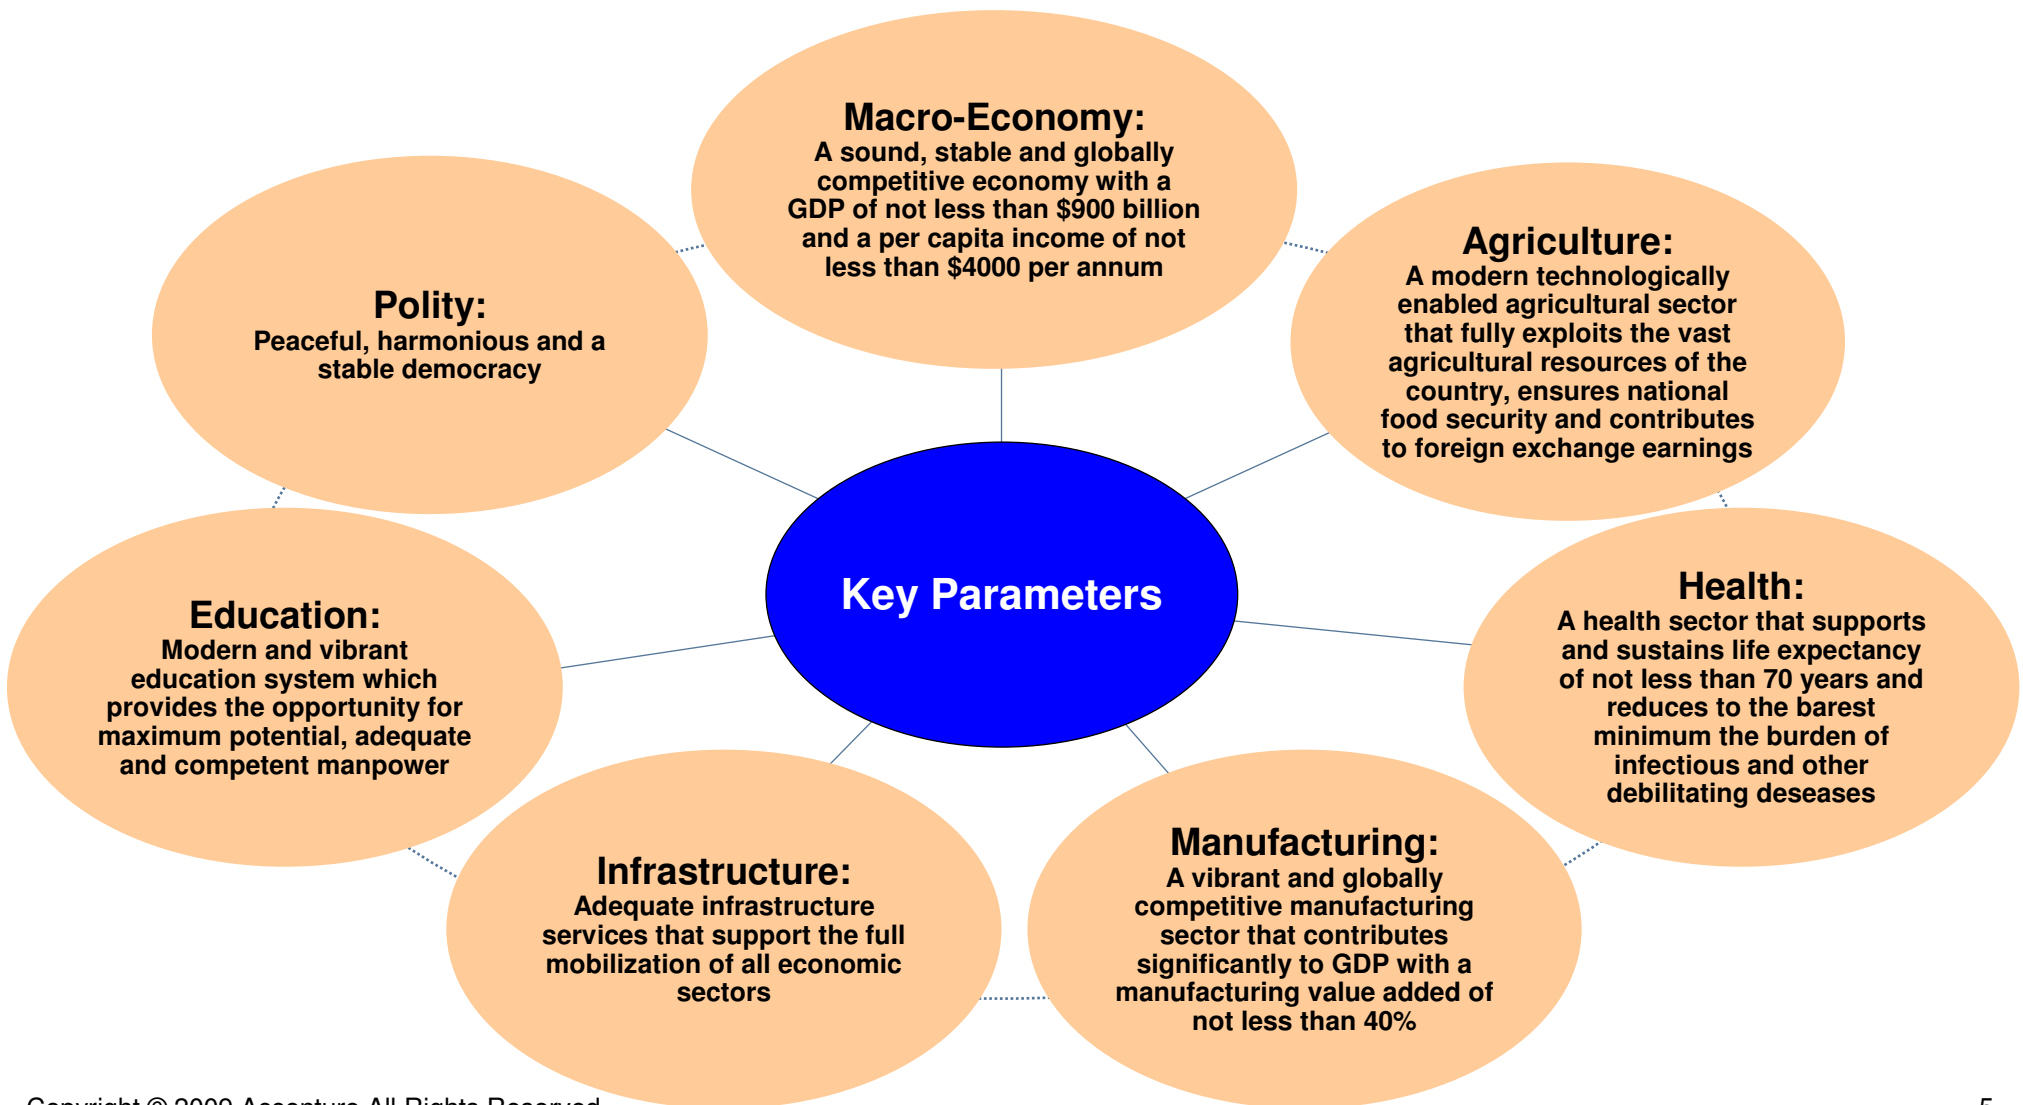 Macro-Economy:
A sound, stable and globally
competitive economy with a
GDP of not less than $900 billion
and a per capita income of not
less than $4000 per annum
Agriculture:
A modern technologically
enabled agricultural sector
that fully exploits the vast
agricultural resources of the
country, ensures national
food security and contributes
to foreign exchange earnings
Polity:
Peaceful, harmonious and a
stable democracy
Key Parameters
Health:
A health sector that supports
and sustains life expectancy
of not less than 70 years and
reduces to the barest
minimum the burden of
infectious and other
debilitating deseases
Education:
Modern and vibrant
education system which
provides the opportunity for
maximum potential, adequate
and competent manpower
Manufacturing:
A vibrant and globally
competitive manufacturing
sector that contributes
significantly to GDP with a
manufacturing value added of
not less than 40%
Infrastructure:
Adequate infrastructure
services that support the full
mobilization of all economic
sectors
Copyright © 2009 Accenture All Rights Reserved
5